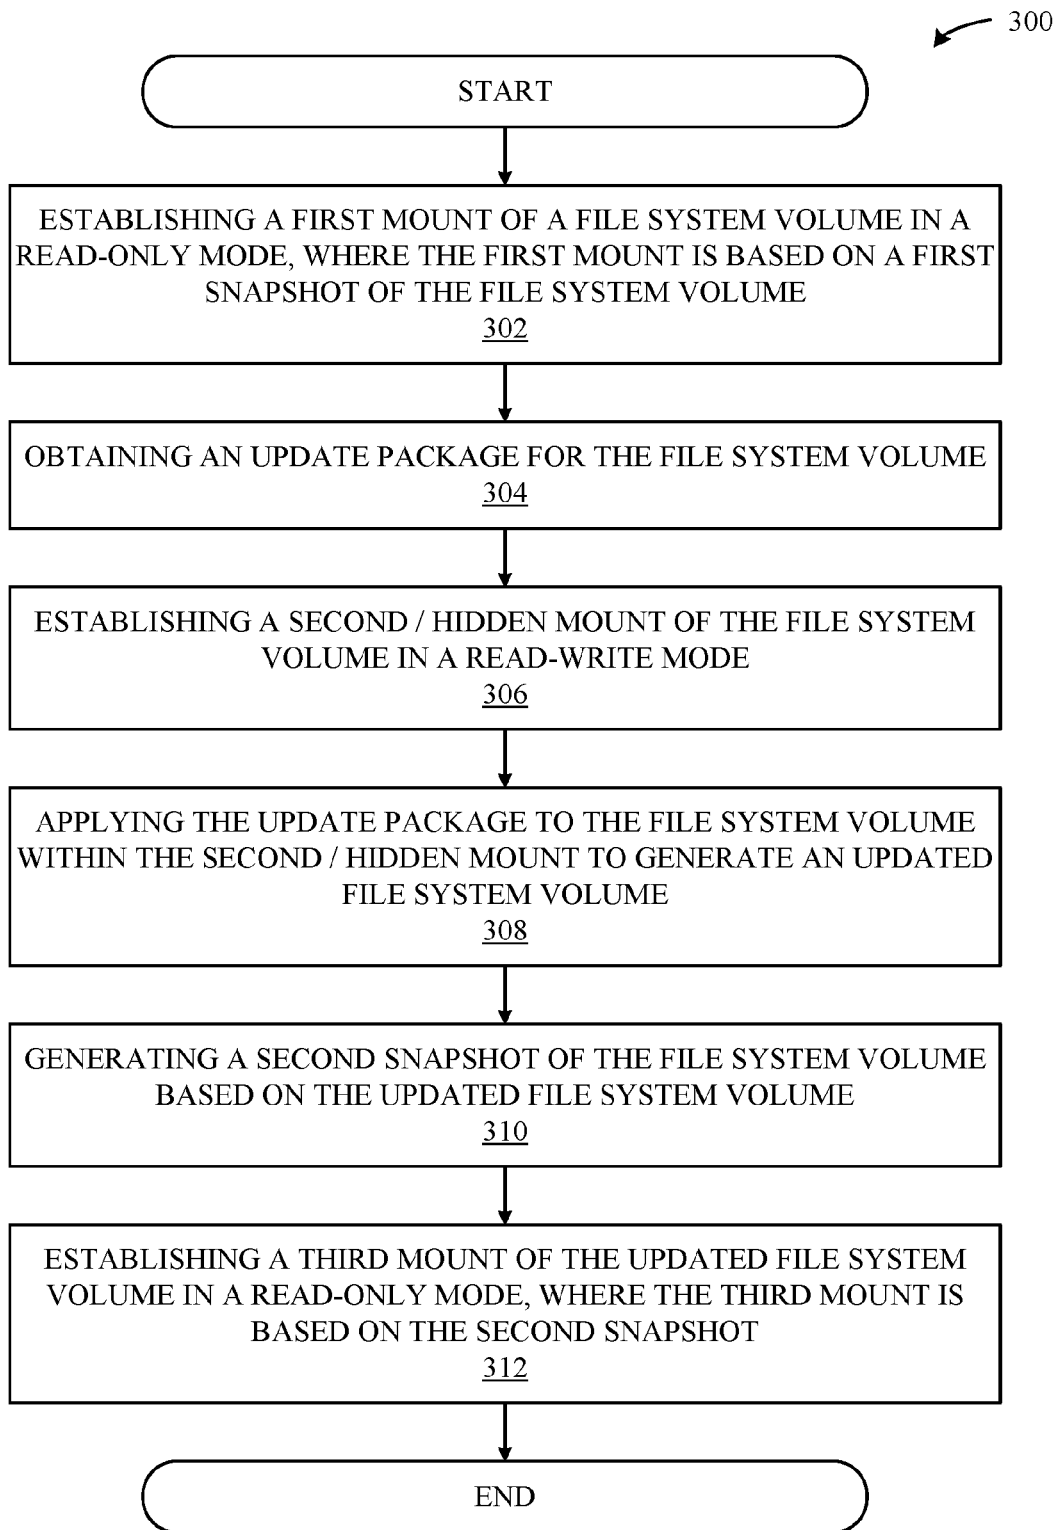 300
START
ESTABLISHING A FIRST MOUNT OF A FILE SYSTEM VOLUME IN A
READ-ONLY MODE, WHERE THE FIRST MOUNT IS BASED ON A FIRST
SNAPSHOT OF THE FILE SYSTEM VOLUME
302
OBTAINING AN UPDATE PACKAGE FOR THE FILE SYSTEM VOLUME
304
ESTABLISHING A SECOND / HIDDEN MOUNT OF THE FILE SYSTEM
VOLUME IN A READ-WRITE MODE
306
APPLYING THE UPDATE PACKAGE TO THE FILE SYSTEM VOLUME
WITHIN THE SECOND / HIDDEN MOUNT TO GENERATE AN UPDATED
FILE SYSTEM VOLUME
308
GENERATING A SECOND SNAPSHOT OF THE FILE SYSTEM VOLUME
BASED ON THE UPDATED FILE SYSTEM VOLUME
310
ESTABLISHING A THIRD MOUNT OF THE UPDATED FILE SYSTEM
VOLUME IN A READ-ONLY MODE, WHERE THE THIRD MOUNT IS
BASED ON THE SECOND SNAPSHOT
312
END